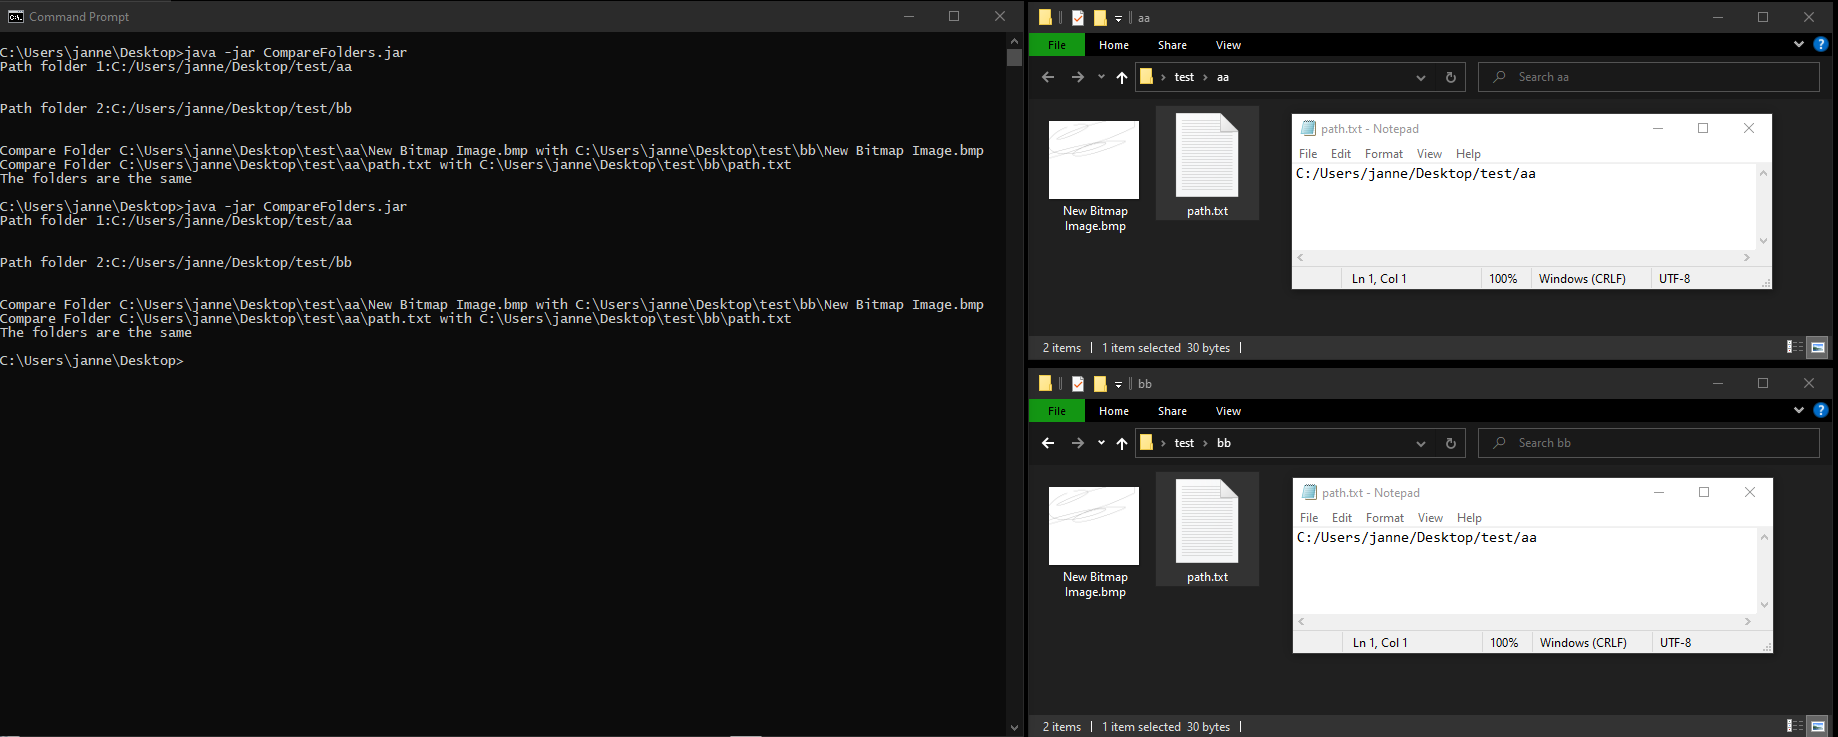 Command Prompt
C:\Users\janne\Desktop>java -jar CompareFolders.jar
Path folder 1:C:/Users/janne/Desktop/test/aa
Path folder 2:C:/Users/janne/Desktop/test/bb
Compare Folder C:\Users\janne\Desktop\test\aa\New Bitmap Image.bmp with C:\Users\janne\Desktop\test\bb\New Bitmap Image.bmp
Compare Folder C:\Users\janne\Desktop\test\aa\path.txt with C:\Users\janne\Desktop\test\bb\path.txt
The folders are the same
C:\Users\janne\Desktop>java -jar CompareFolders.jar
Path folder 1:C:/Users/janne/Desktop/test/aa
Path folder 2:C:/Users/janne/Desktop/test/bb
Compare Folder C:\Users\janne\Desktop\test\aa\New Bitmap Image.bmp with C:\Users\janne\Desktop\test\bb\New Bitmap Image.bmp
Compare Folder C:\Users\janne\Desktop\test\aa\path.txt with C:\Users\janne\Desktop\test\bb\path.txt
The folders are the same
C:\Users\janne\Desktop>
aa
File Home Share View
test > aa
Search aa
New Bitmap
Image.bmp
path.txt
path.txt - Notepad
File Edit Format View Help
C:/Users/janne/Desktop/test/aa
Ln 1, Col 1 100% Windows (CRLF) UTF-8
2 items 1 item selected 30 bytes
bb
File Home Share View
test > bb
Search bb
New Bitmap
Image.bmp
path.txt
path.txt - Notepad
File Edit Format View Help
C:/Users/janne/Desktop/test/aa
Ln 1, Col 1 100% Windows (CRLF) UTF-8
2 items 1 item selected 30 bytes